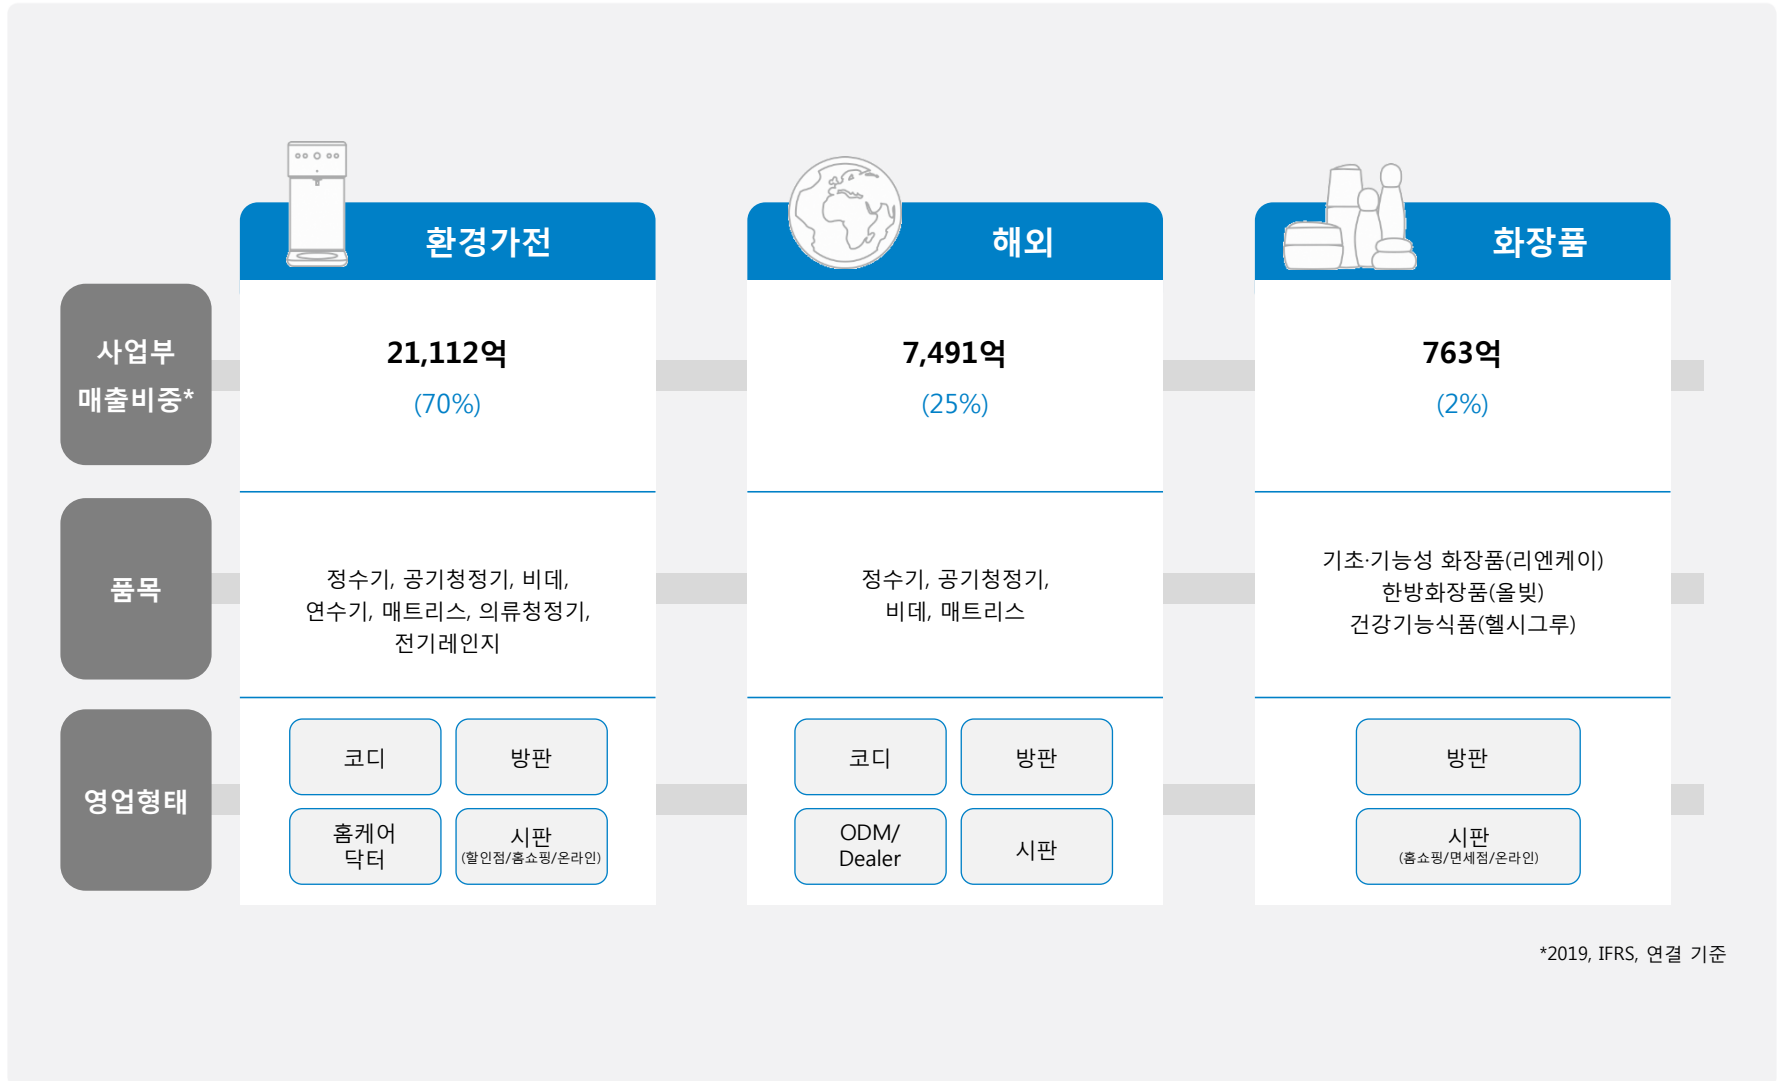 환경가전
해외
화장품
사업부
매출비중*
21,112억
(70%)
7,491억
(25%)
763억
(2%)
품목
정수기, 공기청정기, 비데,
연수기, 매트리스, 의류청정기,
전기레인지
정수기, 공기청정기,
비데, 매트리스
기초·기능성 화장품(리엔케이)
한방화장품(올빚)
건강기능식품(헬시그루)
영업형태
코디
방판
홈케어
닥터
시판
(할인점/홈쇼핑/온라인)
코디
방판
ODM/
Dealer
시판
방판
시판
(홈쇼핑/면세점/온라인)
*2019, IFRS, 연결 기준